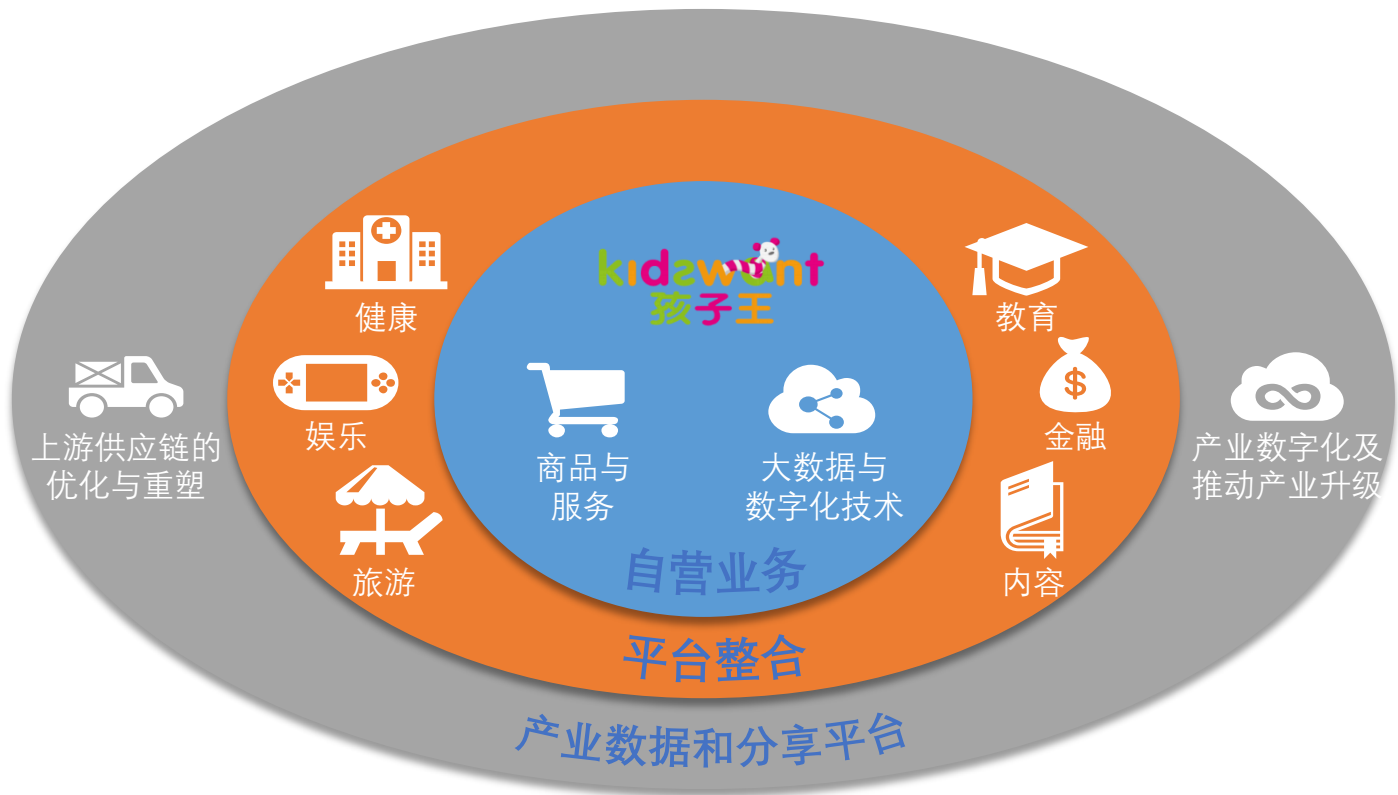 kidswant
孩子王
健康
教育
娱乐
金融
上游供应链的
优化与重塑
商品与
服务
大数据与
数字化技术
产业数字化及
推动产业升级
旅游
内容
自营业务
平台整合
产业数据和分享平台
$